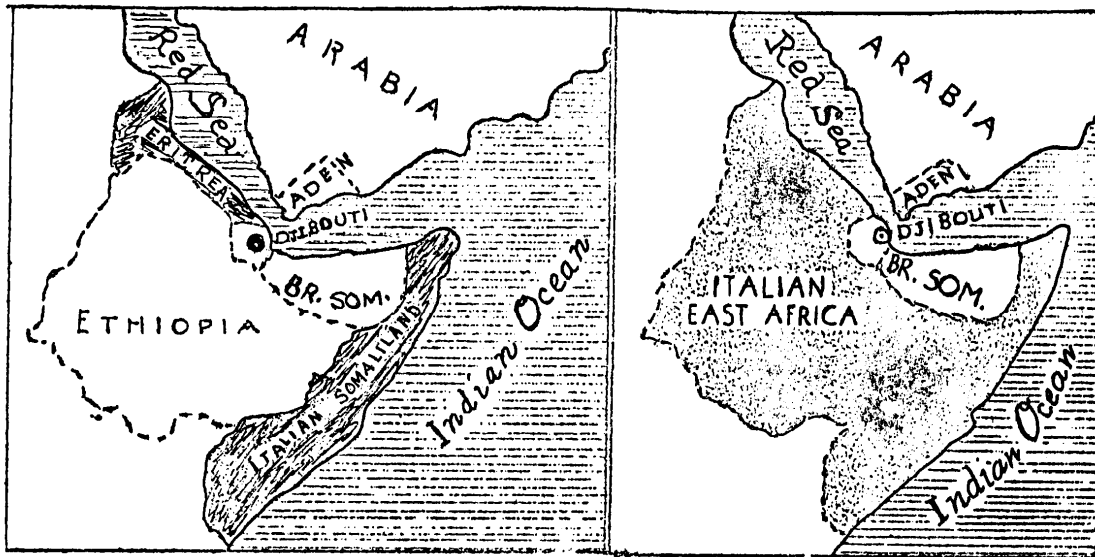 ARABIA
Red Sea
ERITREA
ADEN
DJIBOUTI
BR. SOM.
ETHIOPIA
ITALIAN SOMALILAND
Indian Ocean
ARABIA
Red Sea
ADEN
DJIBOUTI
BR. SOM.
ITALIAN
EAST AFRICA
Indian Ocean